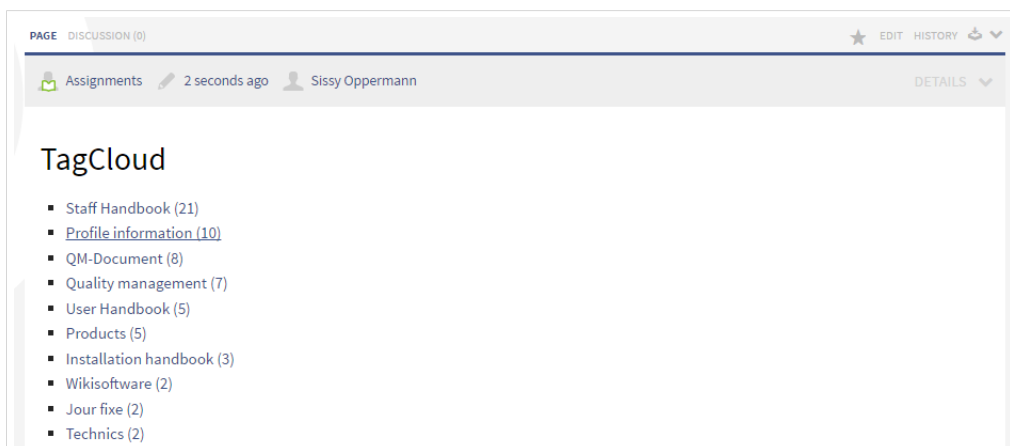 PAGE DISCUSSION (0) EDIT HISTORY
Assignments 2 seconds ago Sissy Oppermann DETAILS
TagCloud
Staff Handbook (21)
Profile information (10)
QM-Document (8)
Quality management (7)
User Handbook (5)
Products (5)
Installation handbook (3)
Wikisoftware (2)
Jour fixe (2)
Technics (2)